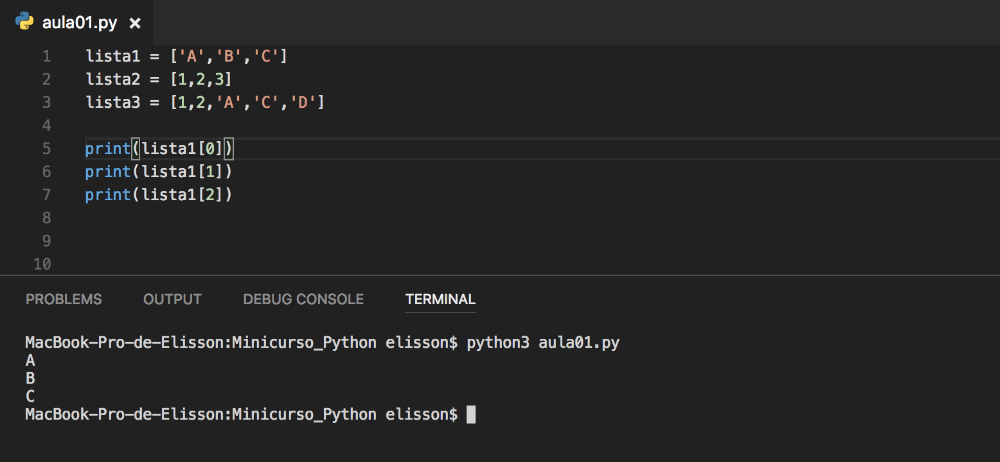 aula01.py ×
1 lista1 = ['A','B','C']
2 lista2 = [1,2,3]
3 lista3 = [1,2,'A','C','D']
4
5 print(lista1[0])
6 print(lista1[1])
7 print(lista1[2])
8
9
10
PROBLEMS OUTPUT DEBUG CONSOLE TERMINAL
MacBook-Pro-de-Elisson:Minicurso_Python elisson$ python3 aula01.py
A
B
C
MacBook-Pro-de-Elisson:Minicurso_Python elisson$